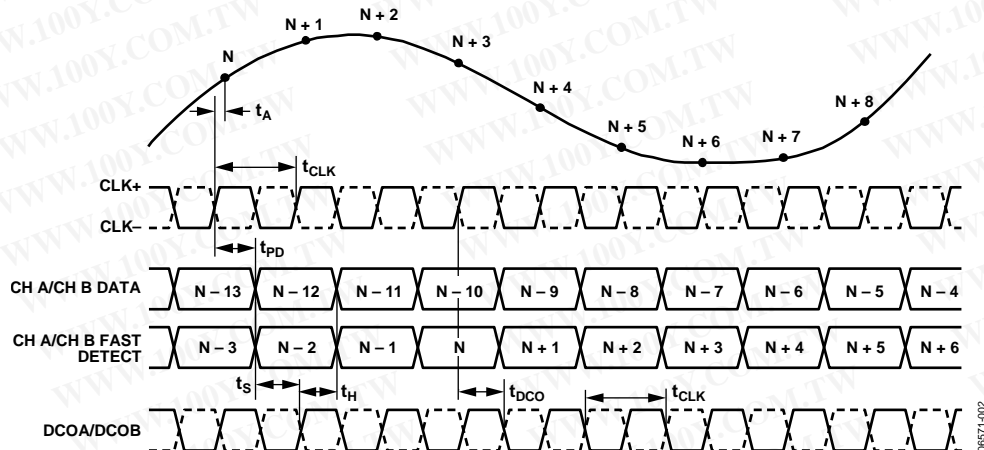 WWW.100Y.COM.TW
N
N + 1
N + 2
N + 3
N + 4
N + 5
N + 6
N + 7
N + 8
tA
tCLK
CLK+
CLK–
tPD
CH A/CH B DATA
N – 13
N – 12
N – 11
N – 10
N – 9
N – 8
N – 7
N – 6
N – 5
N – 4
CH A/CH B FAST
DETECT
N – 3
N – 2
N – 1
N
N + 1
N + 2
N + 3
N + 4
N + 5
N + 6
tS
tH
tDCO
tCLK
DCOA/DCOB
06571-002